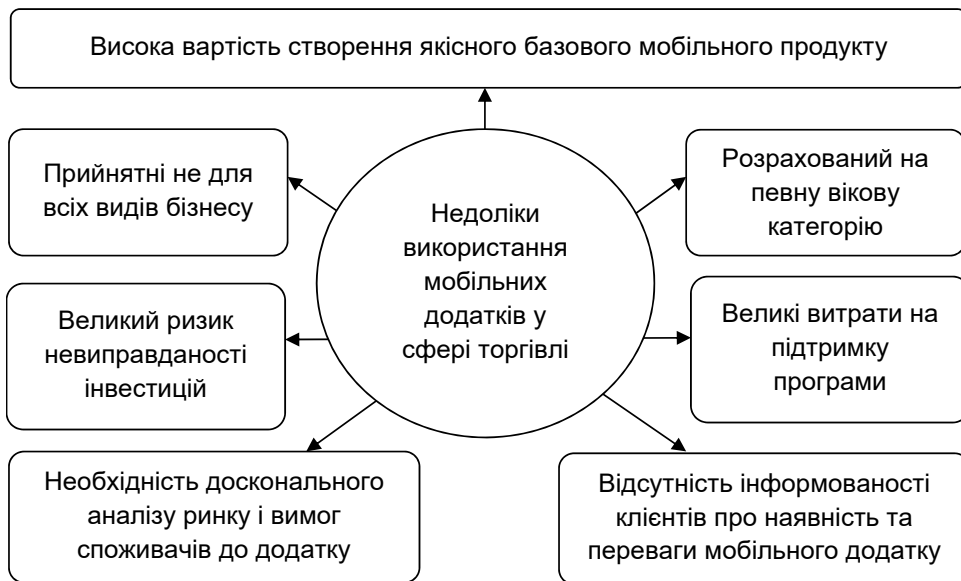 Висока вартість створення якісного базового мобільного продукту
Прийнятні не для
всіх видів бізнесу
Розрахований на
певну вікову
категорію
Недоліки
використання
мобільних
додатків у
сфері торгівлі
Великий ризик
невиправданості
інвестицій
Великі витрати на
підтримку
програми
Необхідність досконального
аналізу ринку і вимог
споживачів до додатку
Відсутність інформованості
клієнтів про наявність та
переваги мобільного додатку